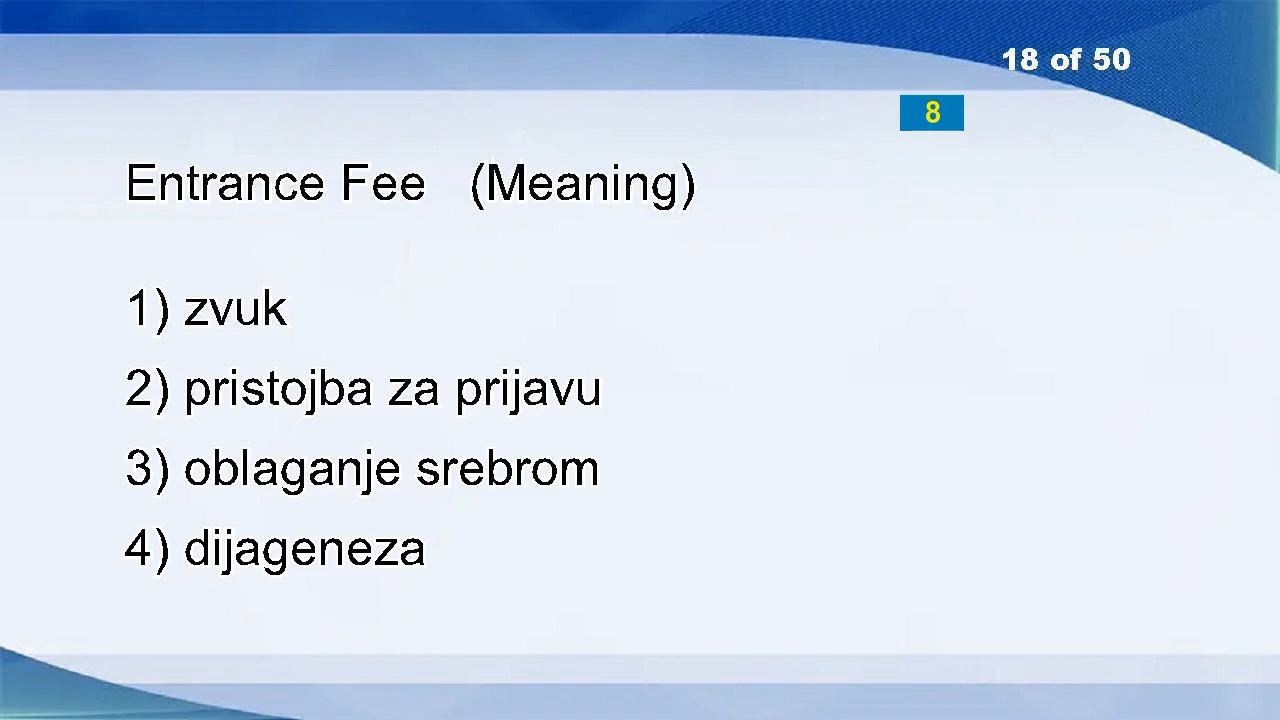 18 of 50
8
Entrance Fee (Meaning)
1) zvuk
2) pristojba za prijavu
3) oblaganje srebrom
4) dijageneza